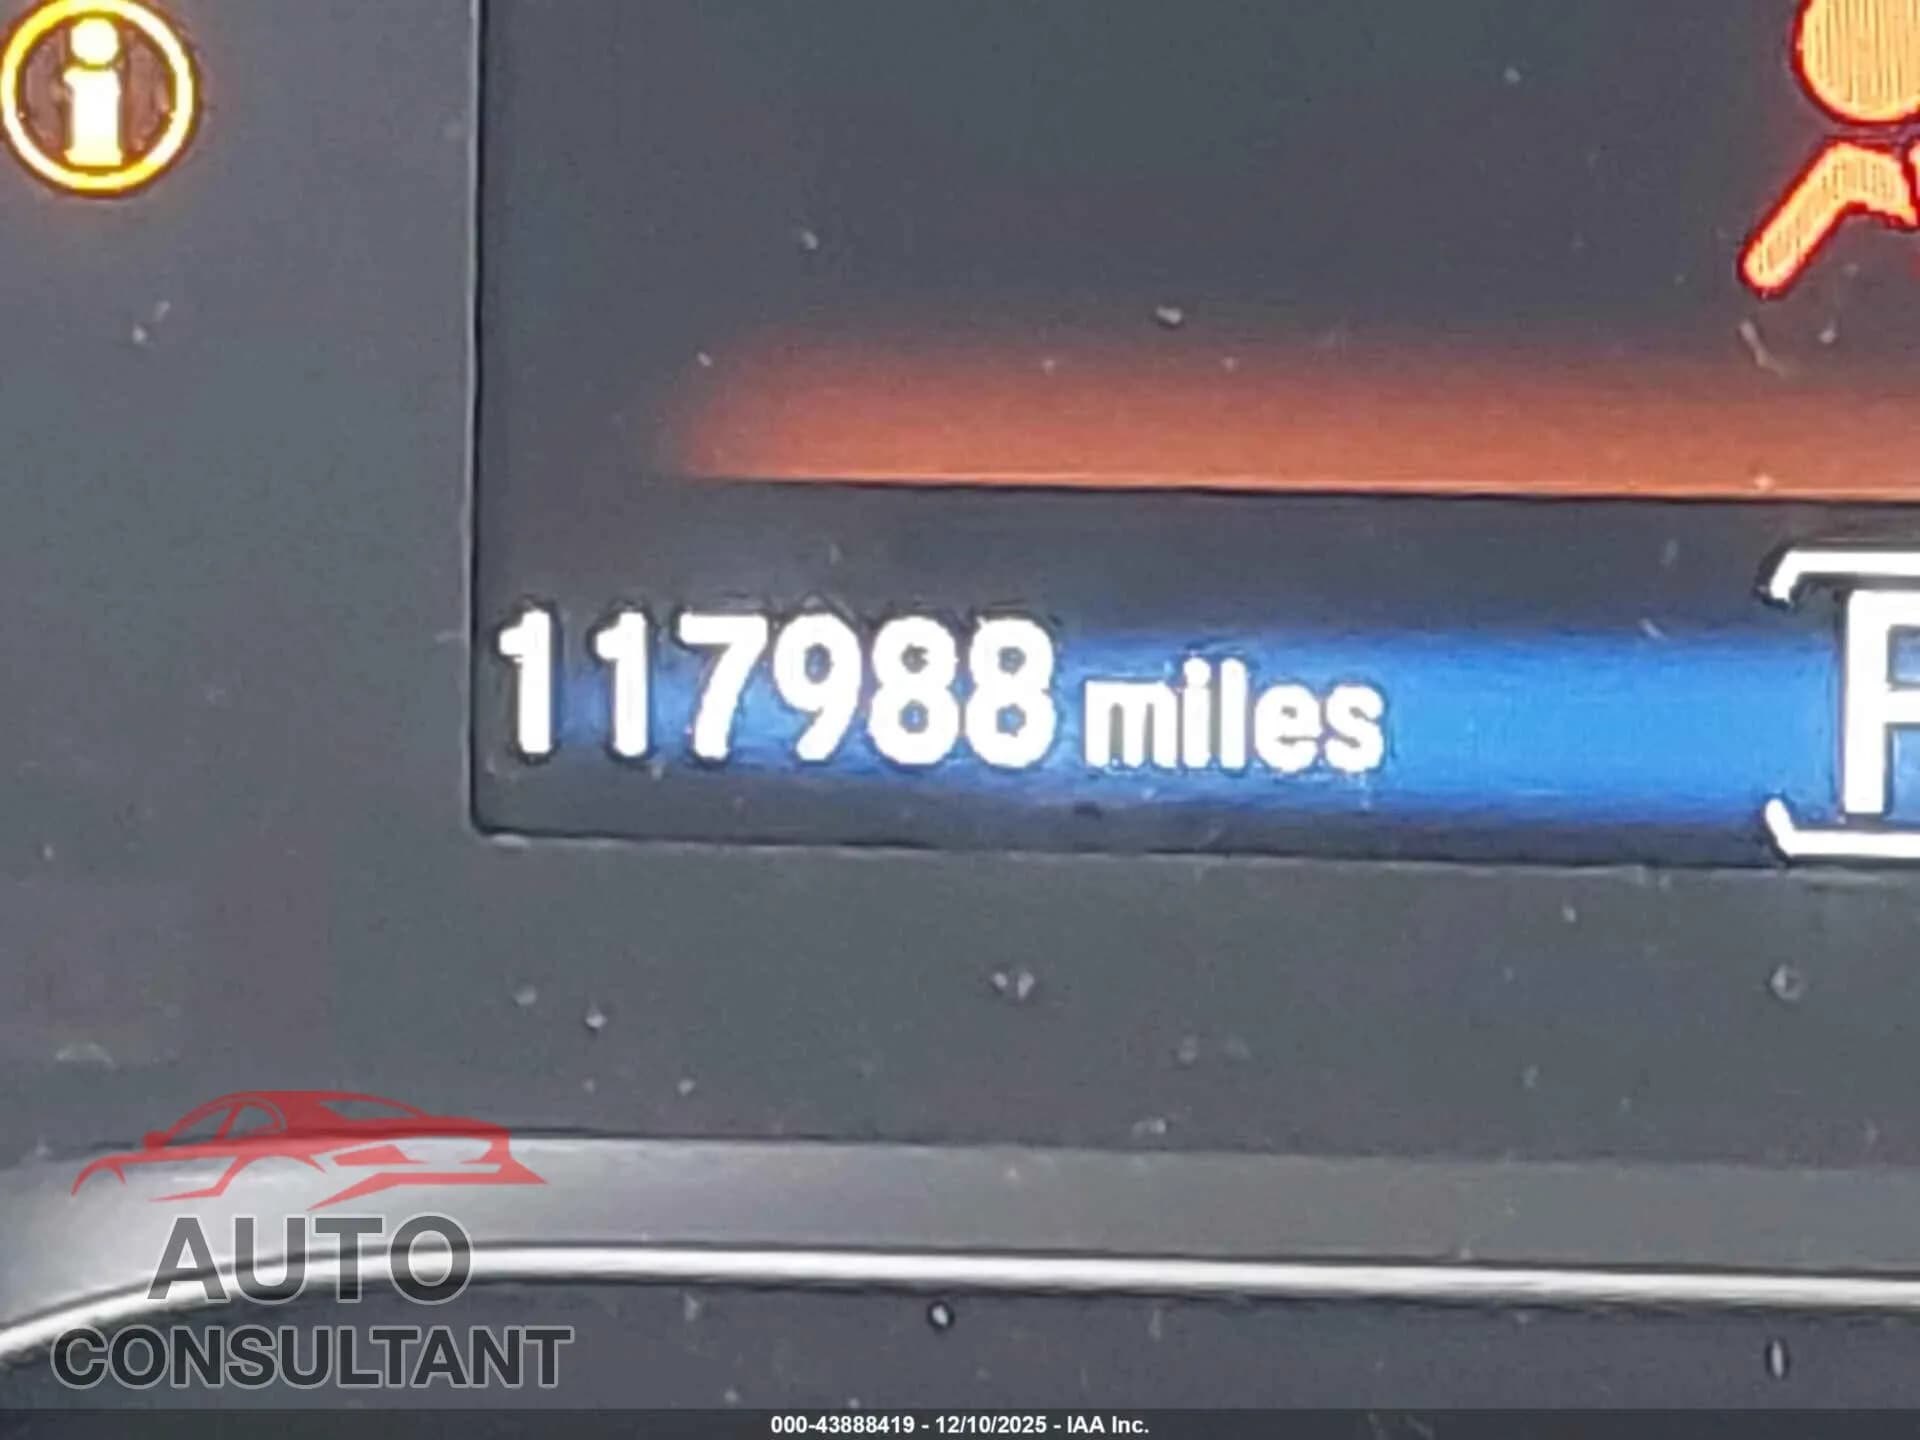 117988 miles
AUTO
CONSULTANT
000-43888419 - 12/10/2025 - IAA Inc.